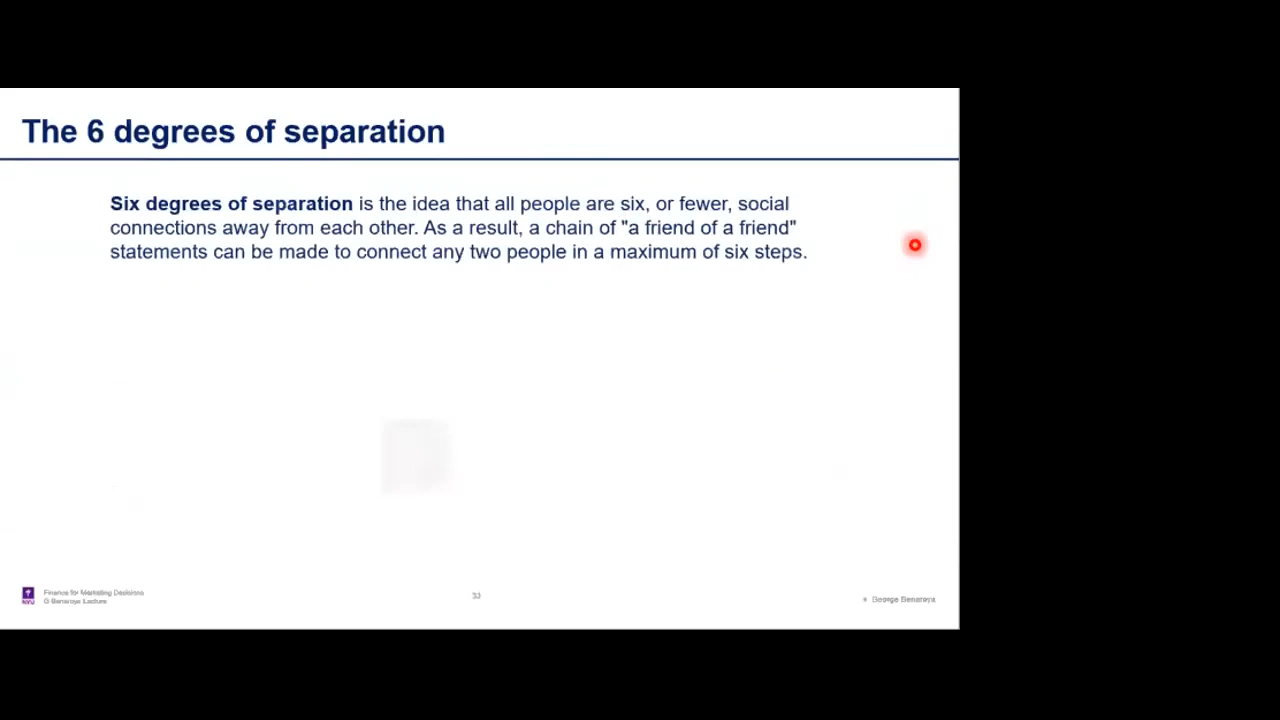 The 6 degrees of separation
Six degrees of separation is the idea that all people are six, or fewer, social
connections away from each other. As a result, a chain of "a friend of a friend"
statements can be made to connect any two people in a maximum of six steps.
NYU
Finance for Marketing Decisions
G Benaroya Lecture
George Benaroya